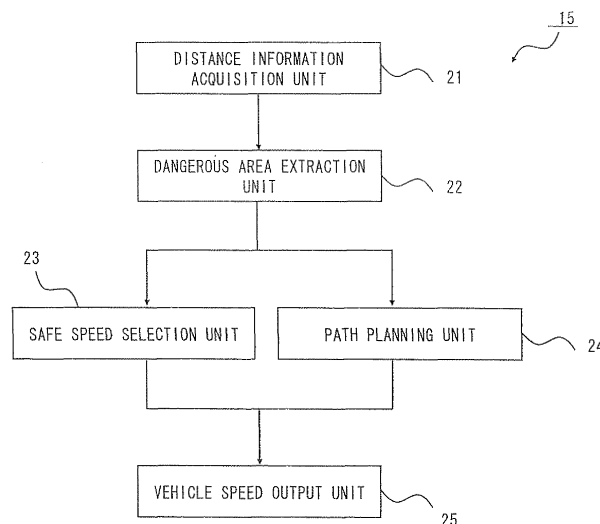 15
DISTANCE INFORMATION
ACQUISITION UNIT
21
DANGEROUS AREA EXTRACTION
UNIT
22
23
SAFE SPEED SELECTION UNIT
PATH PLANNING UNIT
24
VEHICLE SPEED OUTPUT UNIT
25